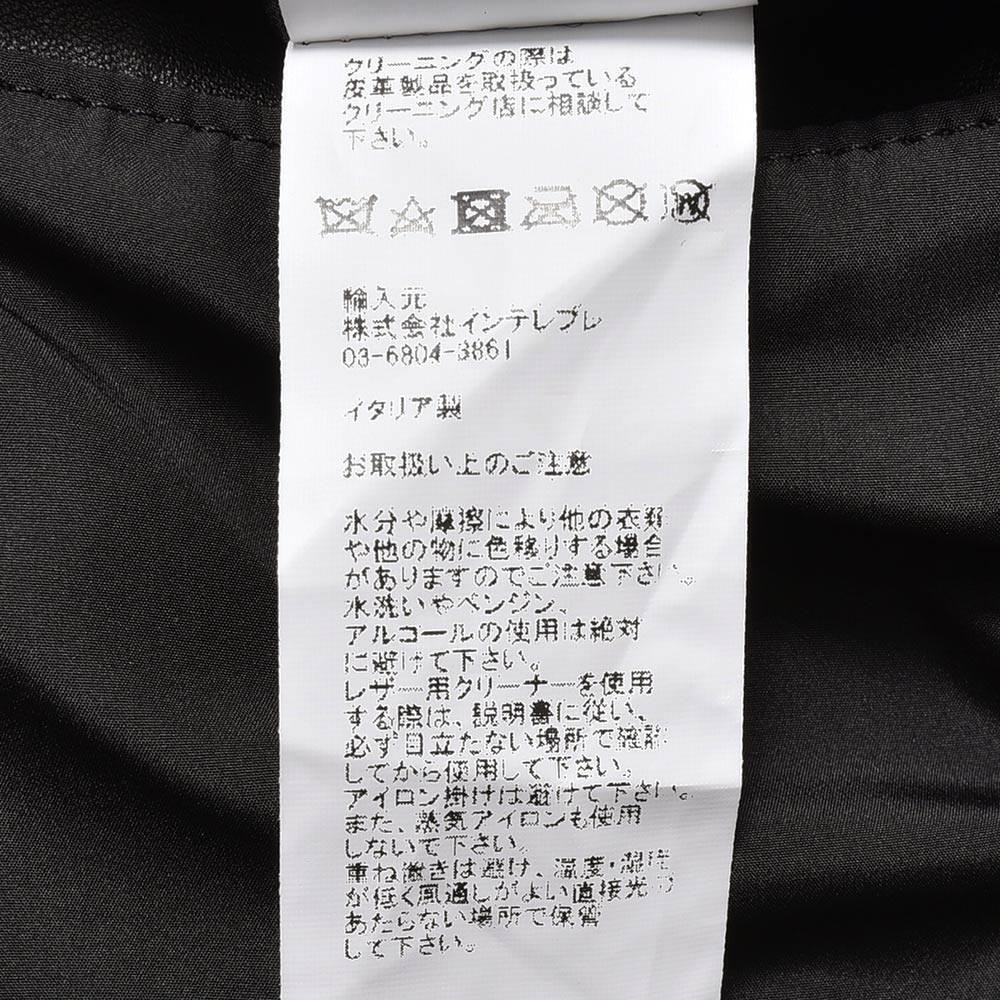 クリーニングの際は
皮革製品を取扱っている
クリーニング店に相談して
下さい。
輸入元
株式会社インテレプレ
03-6804-3861
イタリア製
お取扱い上のご注意
水分や摩擦により他の衣類
や他の物に色移りする場合
がありますのでご注意下さい。
水洗いやベンジン、
アルコールの使用は絶対
に避けて下さい。
レザー用クリーナーを使用
する際は、説明書に従い、
必ず目立たない場所で確認
してから使用して下さい。
アイロン掛けは避けて下さい。
また、蒸気アイロンも使用
しないで下さい。
重ね置きは避け、温度・湿度
が低く風通しがよい直接光の
あたらない場所で保管
して下さい。